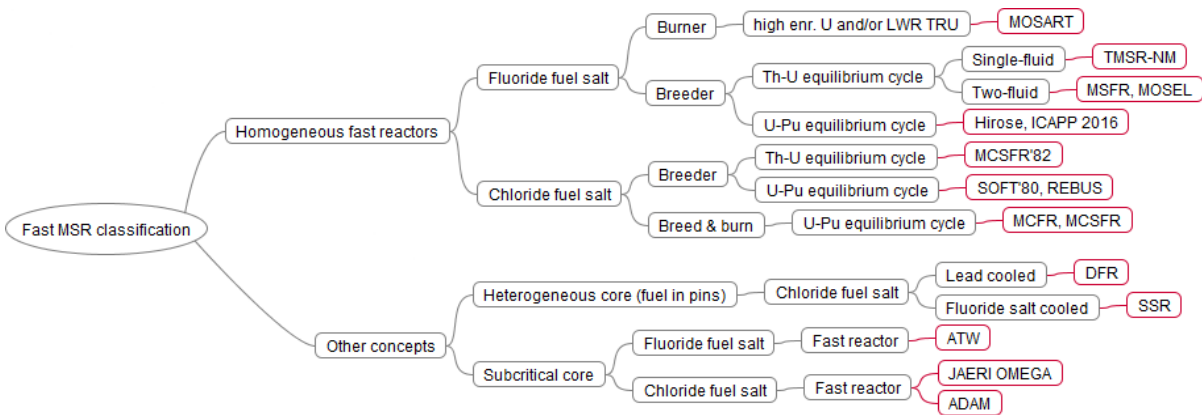 Fast MSR classification
Homogeneous fast reactors
Fluoride fuel salt
Burner
high enr. U and/or LWR TRU
MOSART
Breeder
Th-U equilibrium cycle
Single-fluid
TMSR-NM
Two-fluid
MSFR, MOSEL
U-Pu equilibrium cycle
Hirose, ICAPP 2016
Chloride fuel salt
Breeder
Th-U equilibrium cycle
MCSFR'82
U-Pu equilibrium cycle
SOFT'80, REBUS
Breed & burn
U-Pu equilibrium cycle
MCFR, MCSFR
Other concepts
Heterogeneous core (fuel in pins)
Chloride fuel salt
Lead cooled
DFR
Fluoride salt cooled
SSR
Subcritical core
Fluoride fuel salt
Fast reactor
ATW
Chloride fuel salt
Fast reactor
JAERI OMEGA
ADAM